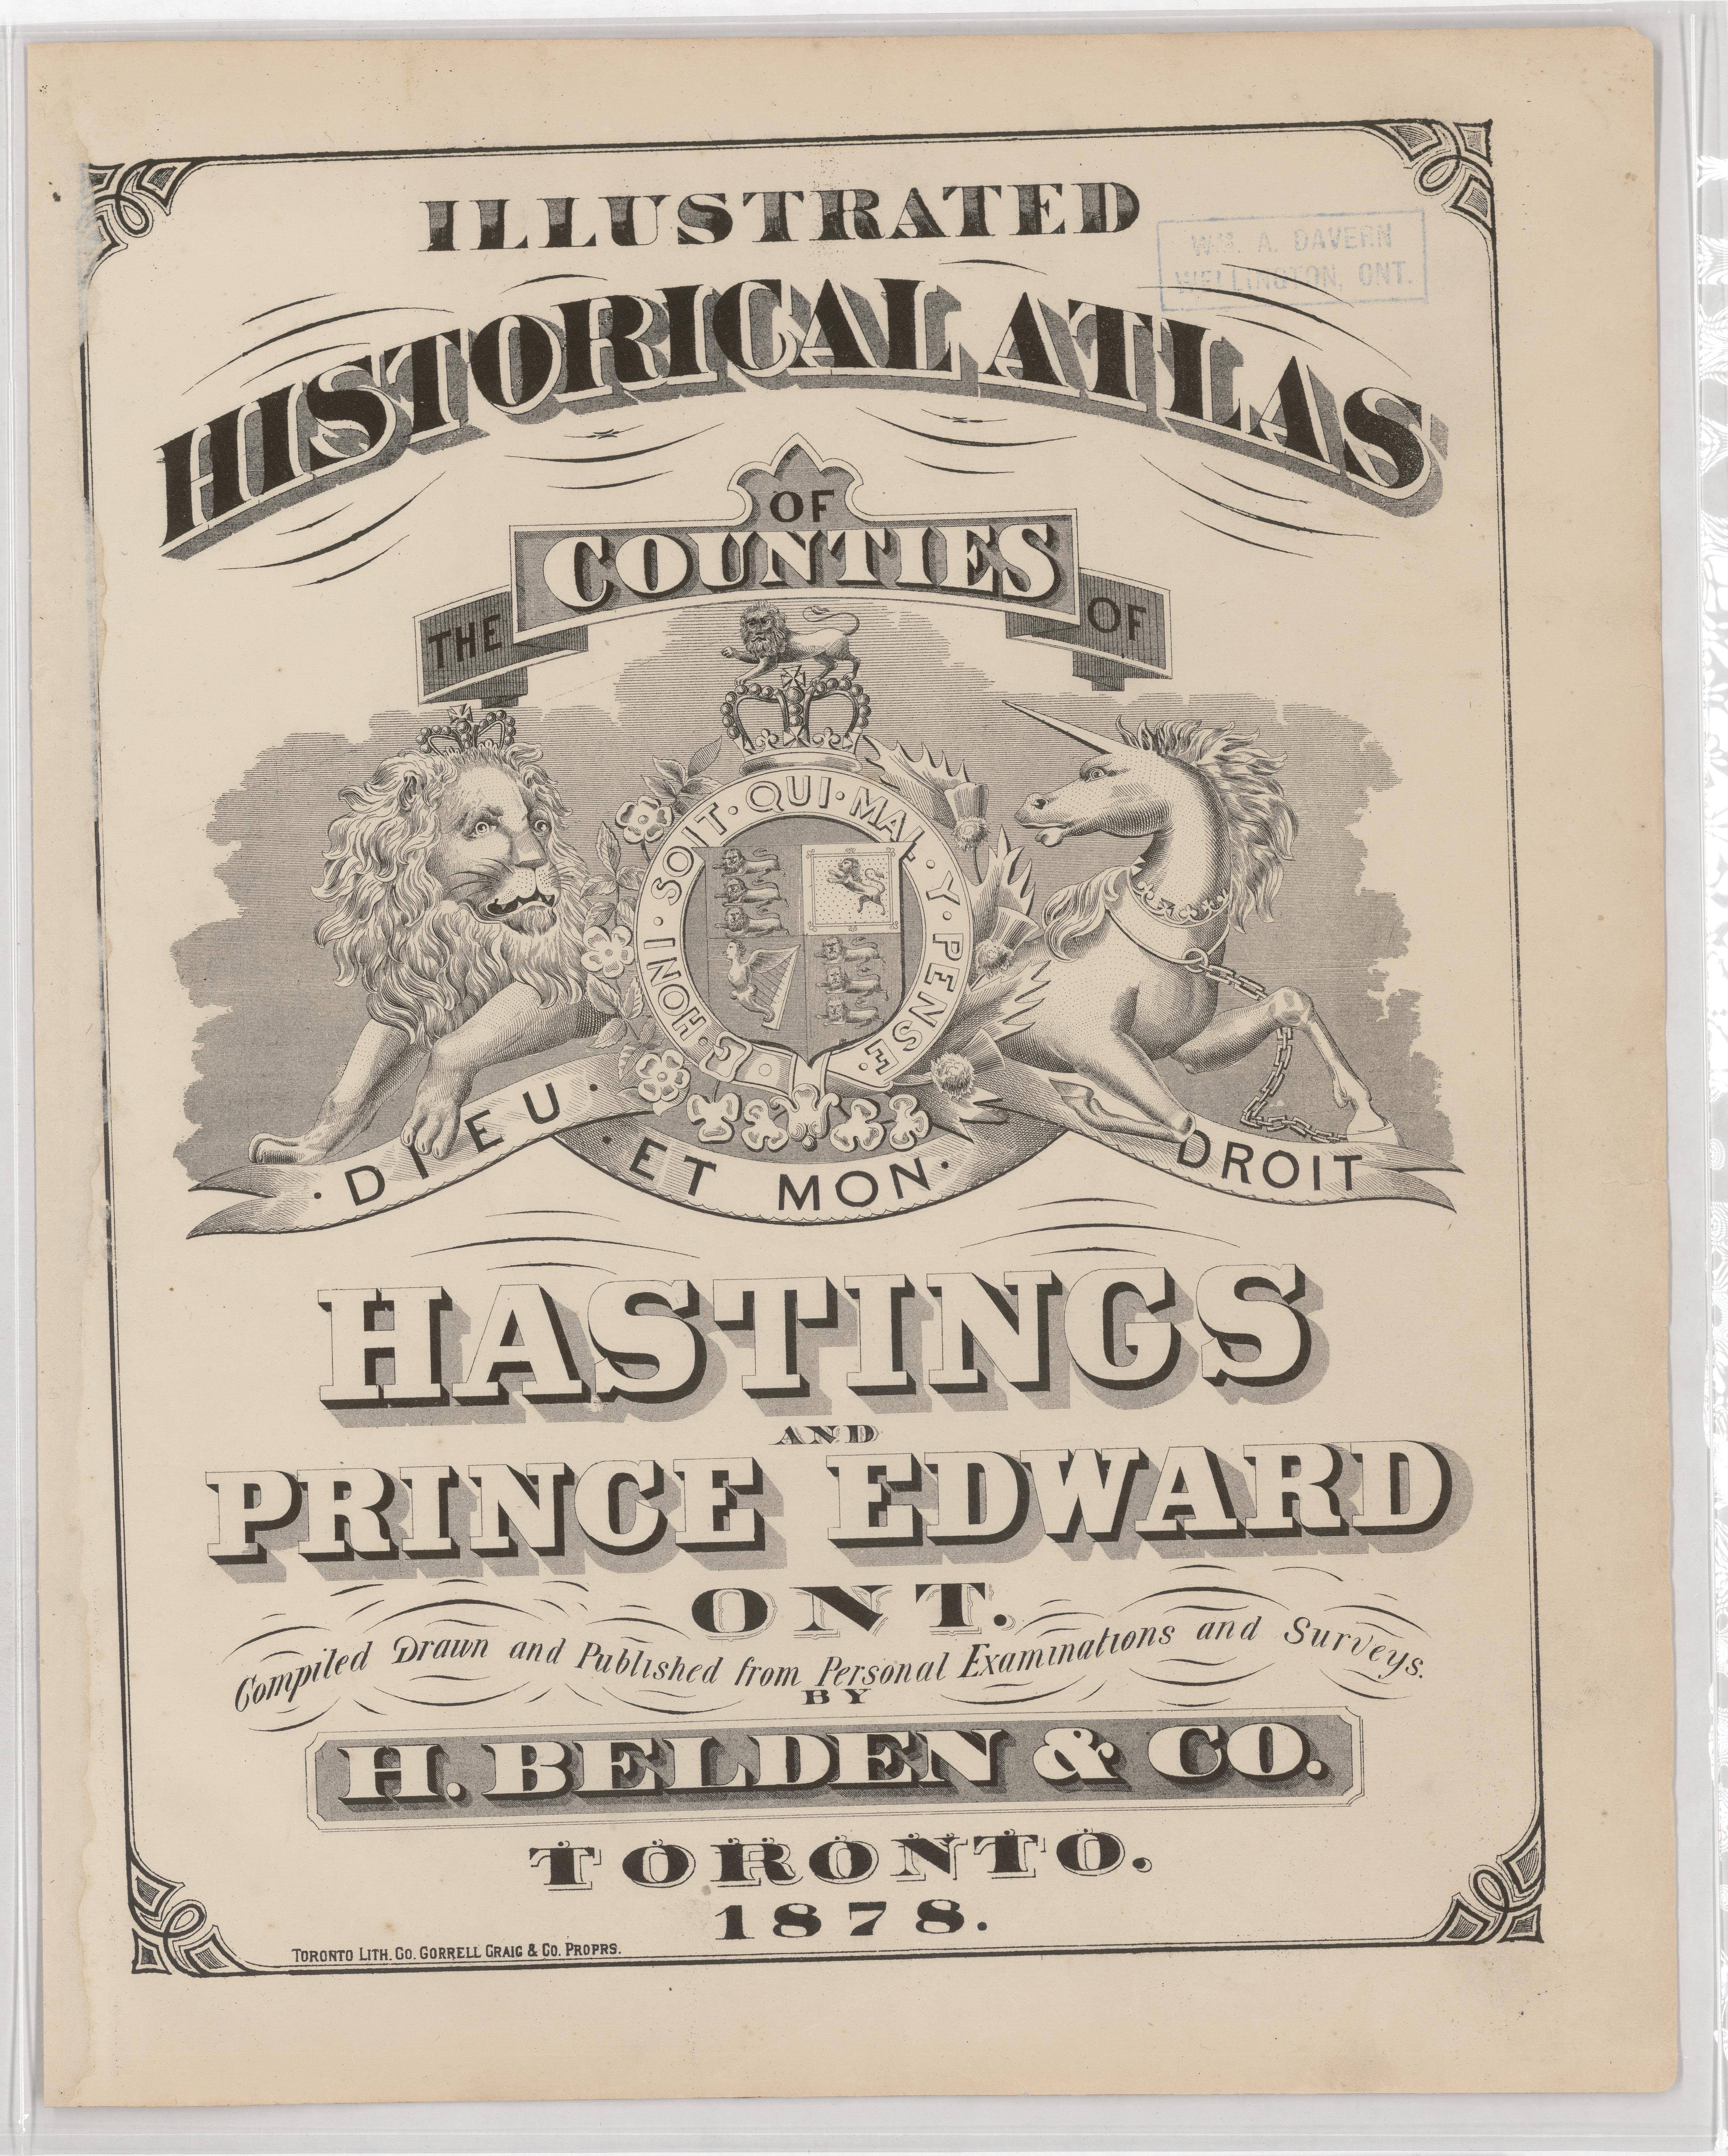 ILLUSTRATED
WM. A. DAVERN
WELLINGTON, ONT.
HISTORICAL ATLAS
OF
THE COUNTIES OF
HONI · SOIT · QUI · MAL · Y · PENSE
· DIEU · ET MON · DROIT
HASTINGS
AND
PRINCE EDWARD
ONT.
Compiled Drawn and Published from Personal Examinations and Surveys.
BY
H. BELDEN & CO.
TORONTO.
1878.
TORONTO LITH. CO. GORRELL CRAIG & CO. PROPRS.